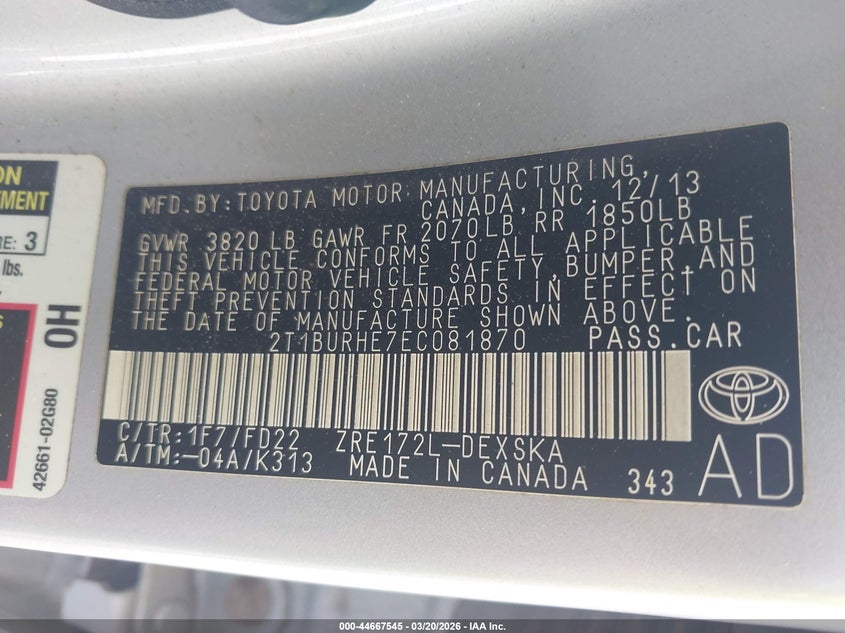 ON
TMENT
RE: 3
lbs.
S
OH
42661-02G80
MFD.BY:TOYOTA MOTOR MANUFACTURING,
CANADA,INC. 12/13
GVWR 3820 LB GAWR FR 2070LB, RR 1850LB
THIS VEHICLE CONFORMS TO ALL APPLICABLE
FEDERAL MOTOR VEHICLE SAFETY,BUMPER AND
THEFT PREVENTION STANDARDS IN EFFECT ON
THE DATE OF MANUFACTURE SHOWN ABOVE.
2T1BURHE7EC081870 PASS.CAR
C/TR:1F7/FD22 ZRE172L-DEXSKA
A/TM:-04A/K313 MADE IN CANADA 343
AD
000-44667545 | 03/20/2026 | IAA Inc.